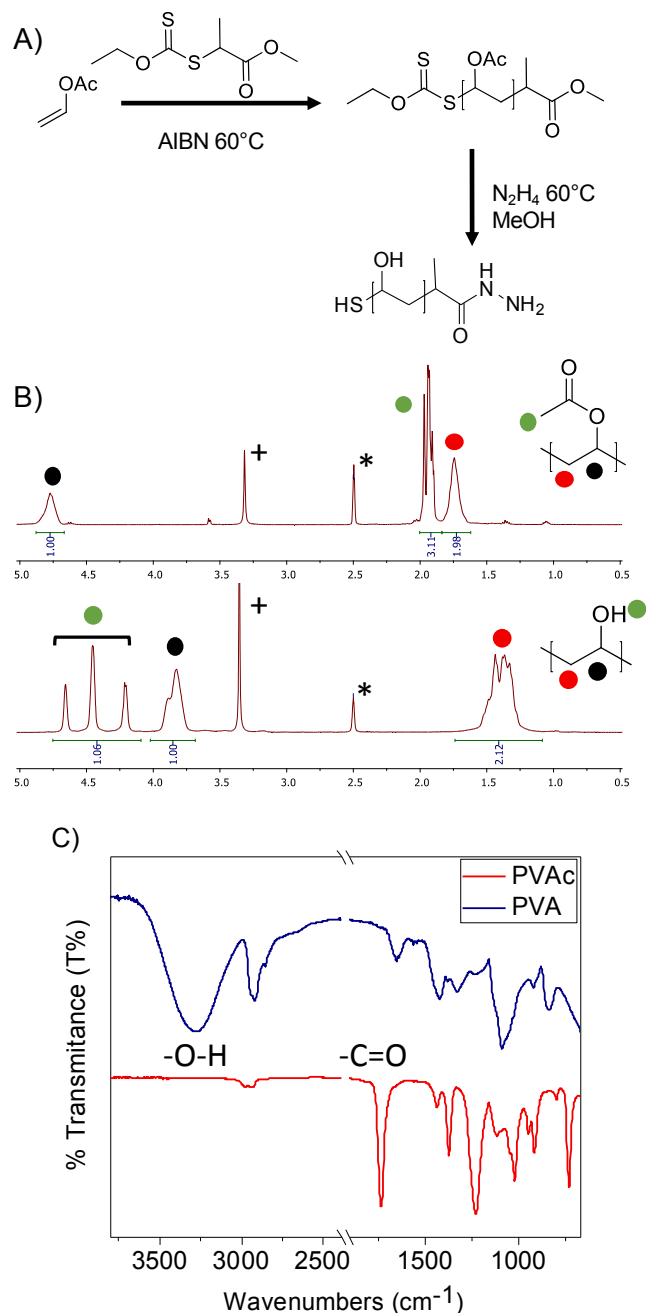 A)
S
O
S
O
O
OAc
AIBN 60°C
S
O
S
OAc
O
O
N2H4 60°C
MeOH
OH
HS
H
N
NH2
O
B)
+
*
O
O
1.00
3.11
1.98
5.0 4.5 4.0 3.5 3.0 2.5 2.0 1.5 1.0 0.5
+
*
OH
1.06
1.00
2.12
5.0 4.5 4.0 3.5 3.0 2.5 2.0 1.5 1.0 0.5
C)
PVAc
PVA
% Transmitance (T%)
-O-H
-C=O
3500 3000 2500 1500 1000
Wavenumbers (cm-1)